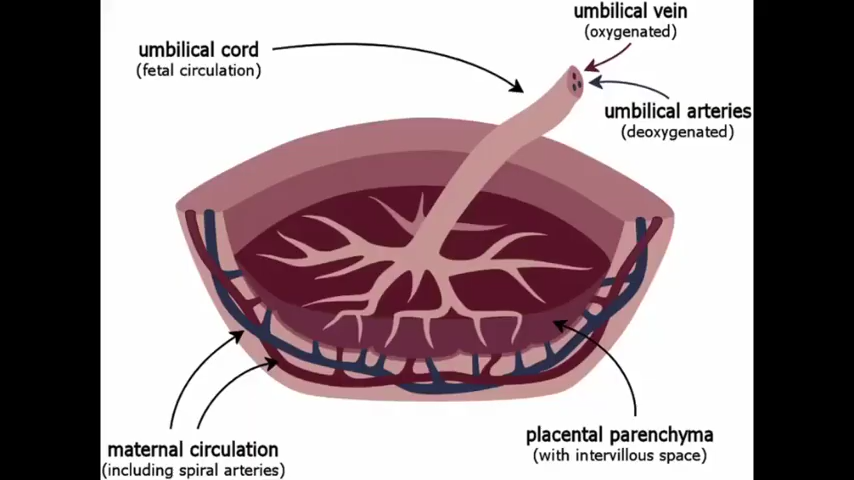 umbilical vein
(oxygenated)
umbilical cord
(fetal circulation)
umbilical arteries
(deoxygenated)
maternal circulation
(including spiral arteries)
placental parenchyma
(with intervillous space)